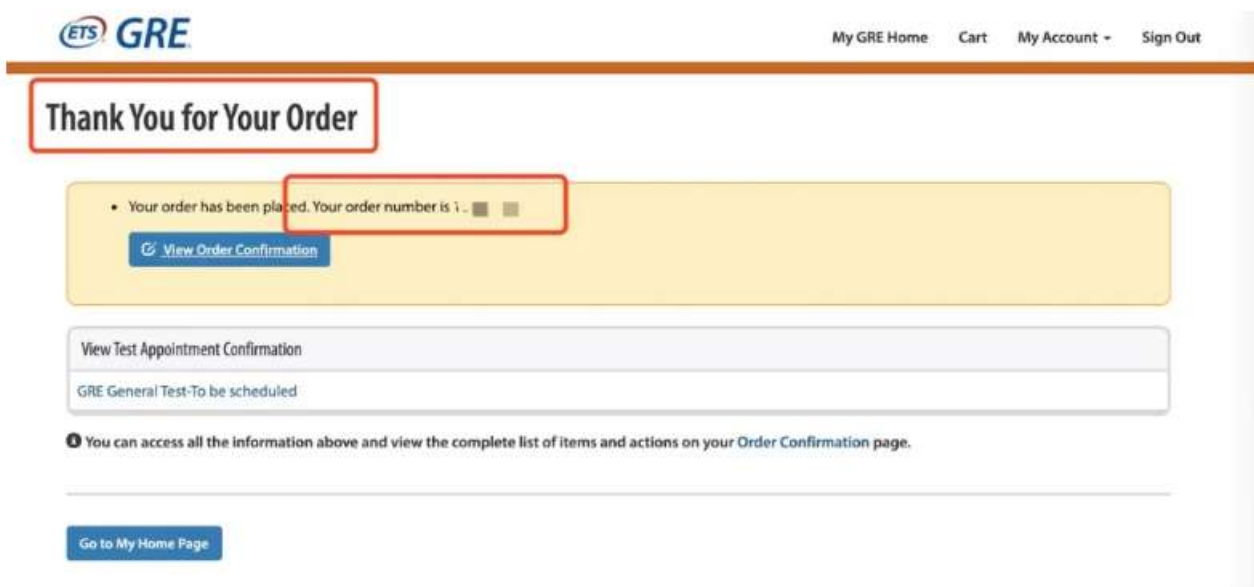 ETS GRE
My GRE Home Cart My Account Sign Out
Thank You for Your Order
• Your order has been placed. Your order number is
View Order Confirmation
View Test Appointment Confirmation
GRE General Test-To be scheduled
You can access all the information above and view the complete list of items and actions on your Order Confirmation page.
Go to My Home Page